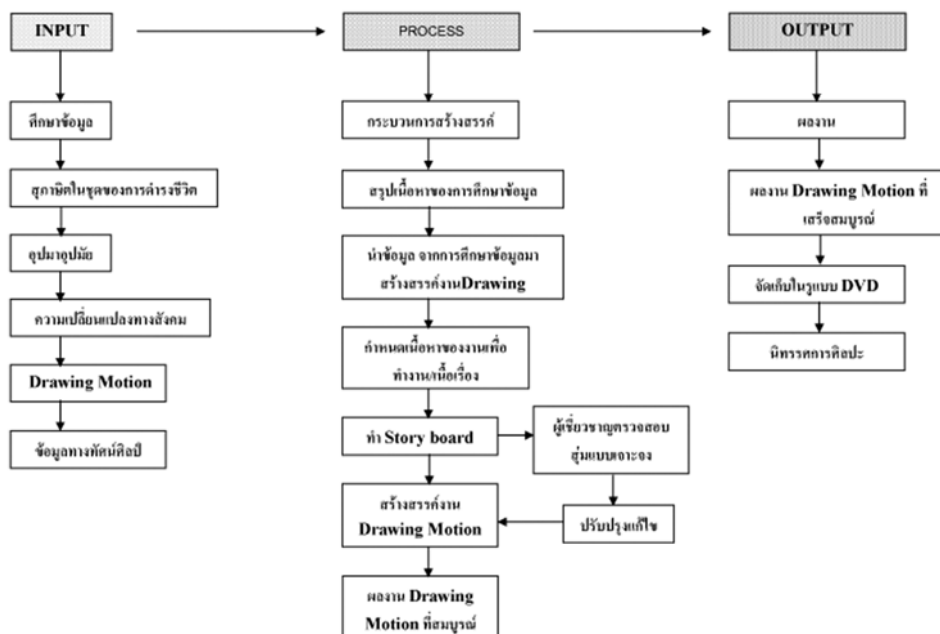 INPUT
ศึกษาข้อมูล
สุภาษิตในชุดของการดำรงชีวิต
อุปมาอุปมัย
ความเปลี่ยนแปลงทางสังคม
Drawing Motion
ข้อมูลทางทัศน์ศิลป์
PROCESS
กระบวนการสร้างสรรค์
สรุปเนื้อหาของการศึกษาข้อมูล
นำข้อมูล จากการศึกษาข้อมูลมา
สร้างสรรค์งานDrawing
กำหนดเนื้อหาของงานเพื่อ
ทำงาน/เนื้อเรื่อง
ทำ Story board
ผู้เชี่ยวชาญตรวจสอบ
สุ่มแบบเจาะจง
ปรับปรุงแก้ไข
สร้างสรรค์งาน
Drawing Motion
ผลงาน Drawing
Motion ที่สมบูรณ์
OUTPUT
ผลงาน
ผลงาน Drawing Motion ที่
เสร็จสมบูรณ์
จัดเก็บในรูแบบ DVD
นิทรรศการศิลปะ